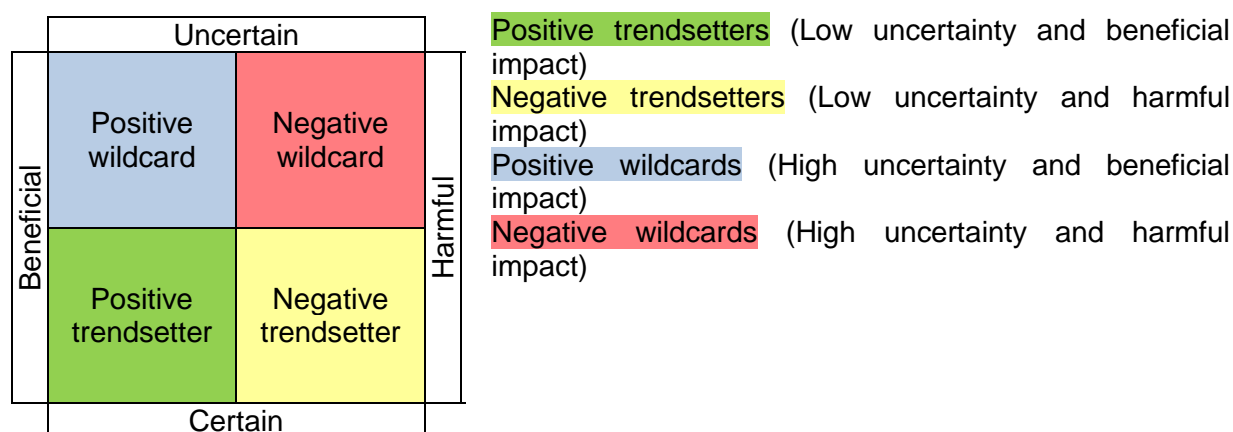 Uncertain
Beneficial
Positive
wildcard
Negative
wildcard
Harmful
Positive
trendsetter
Negative
trendsetter
Certain
Positive trendsetters (Low uncertainty and beneficial
impact)
Negative trendsetters (Low uncertainty and harmful
impact)
Positive wildcards (High uncertainty and beneficial
impact)
Negative wildcards (High uncertainty and harmful
impact)